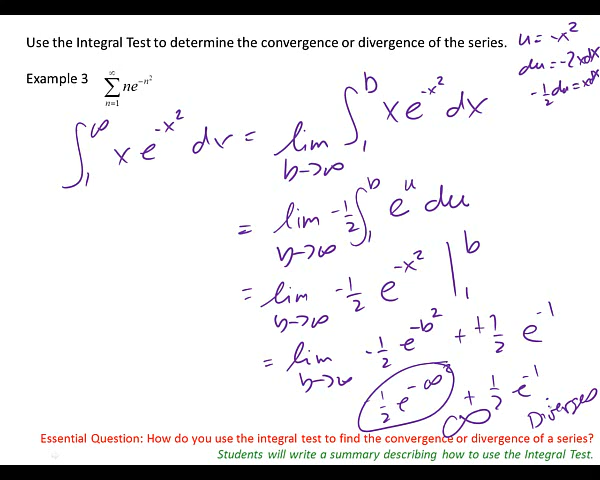 Use the Integral Test to determine the convergence or divergence of the series.
u = -x²
du = -2xdx
-1/2 du = xdx
Example 3 ∑_{n=1}^{∞} ne^{-n²}
∫_1^∞ x e^{-x²} dx = lim_{b→∞} ∫_1^b x e^{-x²} dx
= lim_{b→∞} -1/2 ∫_1^b e^u du
= lim_{b→∞} -1/2 e^{-x²} |_1^b
= lim_{b→∞} -1/2 e^{-b²} + +1/2 e^{-1}
1/2 e^{-∞²} + 1/2 e^{-1}
∞ Diverges
Essential Question: How do you use the integral test to find the convergence or divergence of a series?
Students will write a summary describing how to use the Integral Test.